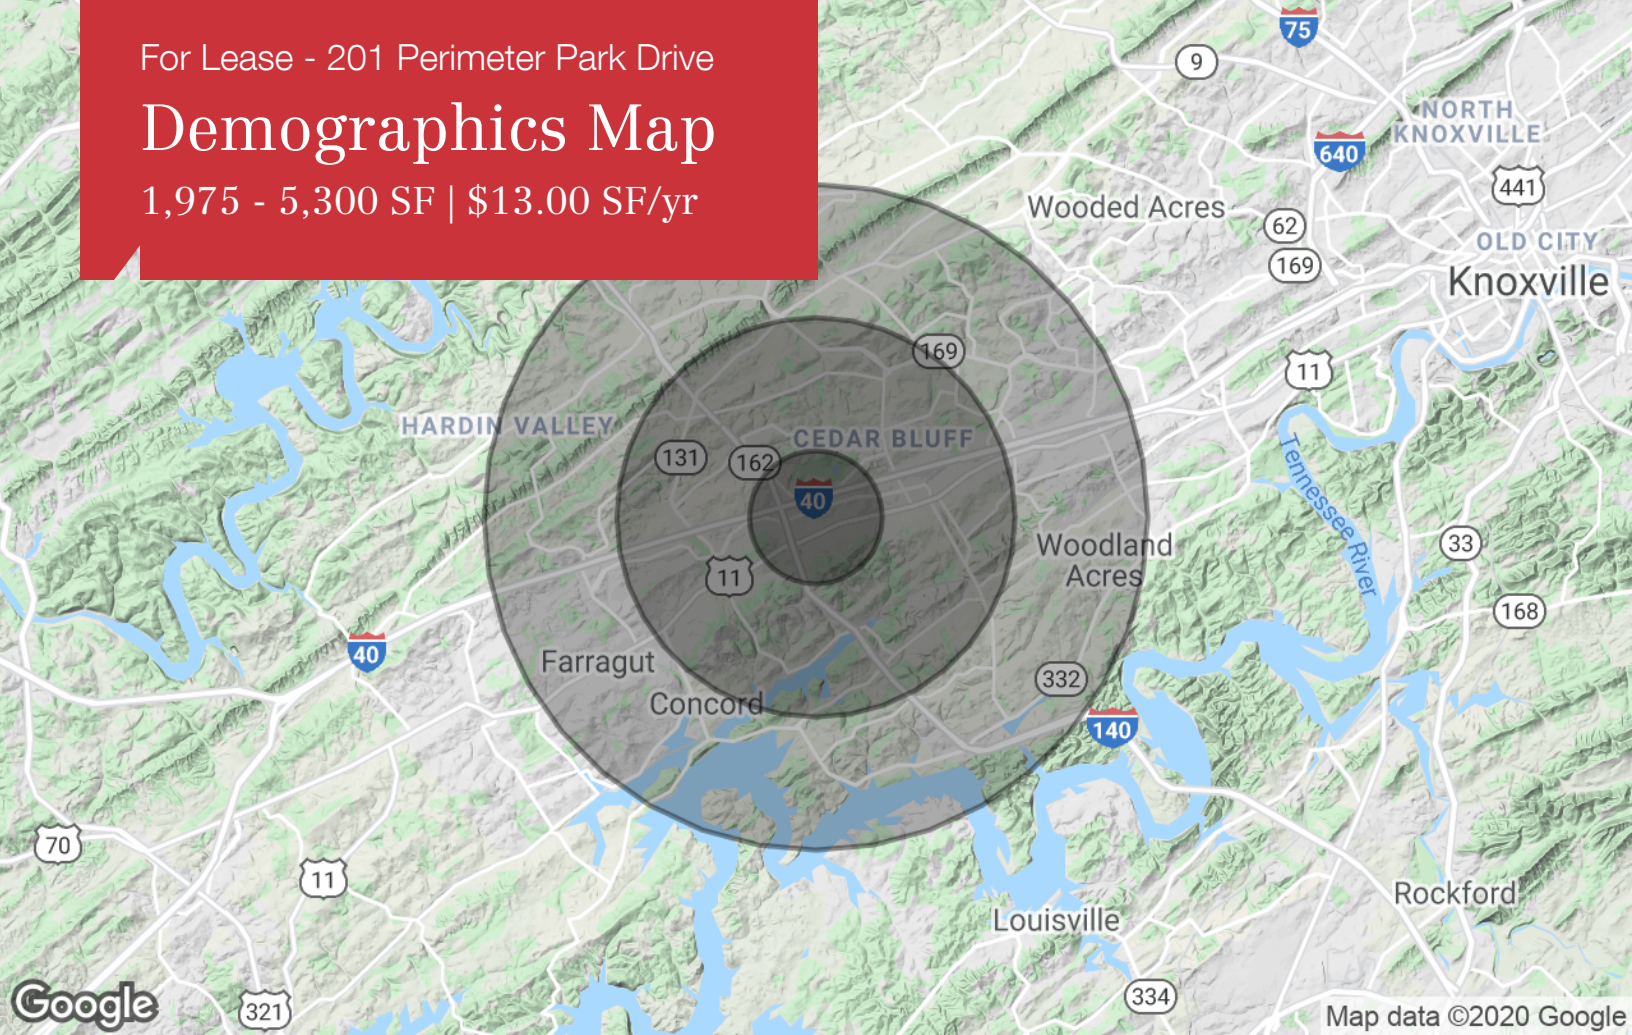 For Lease - 201 Perimeter Park Drive
Demographics Map
1,975 - 5,300 SF | $13.00 SF/yr
75
9
NORTH
KNOXVILLE
640
441
Wooded Acres
62
OLD CITY
169
Knoxville
169
11
HARDIN VALLEY
CEDAR BLUFF
131
162
40
Tennessee River
Woodland
Acres
33
11
168
40
Farragut
332
Concord
140
70
11
Rockford
Louisville
334
321
Google
Map data ©2020 Google